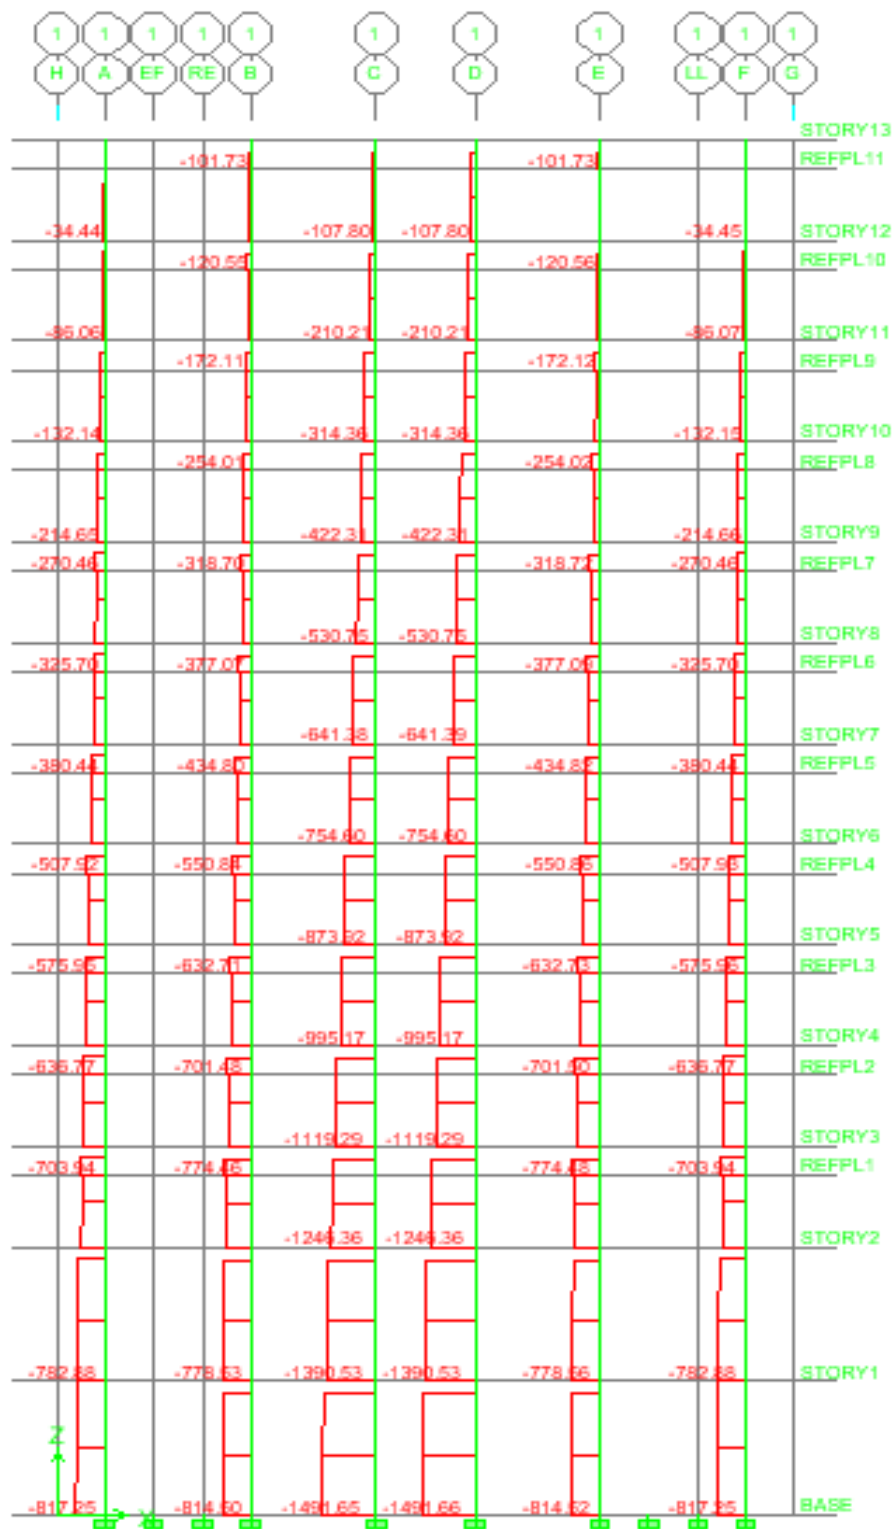 1 1 1 1 1 1 1 1 1 1 1
H A EF RE B C D E LL F G
STORY13
-101.73 -101.73 REFPL11
-34.44 -107.80 -107.80 -34.45 STORY12
-120.55 -120.56 REFPL10
-86.06 -210.21 -210.21 -86.07 STORY11
-172.11 -172.12 REFPL9
-132.14 -314.36 -314.36 -132.15 STORY10
-254.01 -254.02 REFPL8
-214.65 -422.31 -422.31 -214.66 STORY9
-270.46 -318.70 -318.72 -270.46 REFPL7
-530.75 -530.75 STORY8
-325.70 -377.07 -377.09 -325.70 REFPL6
-641.38 -641.39 STORY7
-380.44 -434.80 -434.82 -380.44 REFPL5
-754.60 -754.60 STORY6
-507.92 -550.84 -550.86 -507.93 REFPL4
-873.92 -873.92 STORY5
-575.95 -632.71 -632.73 -575.96 REFPL3
-995.17 -995.17 STORY4
-636.77 -701.48 -701.50 -636.77 REFPL2
-1119.29 -1119.29 STORY3
-703.94 -774.46 -774.48 -703.94 REFPL1
-1246.36 -1246.36 STORY2
-782.88 -778.53 -1390.53 -1390.53 -778.56 -782.88 STORY1
Z
-817.25 X -814.60 -1491.65 -1491.66 -814.62 -817.25 BASE